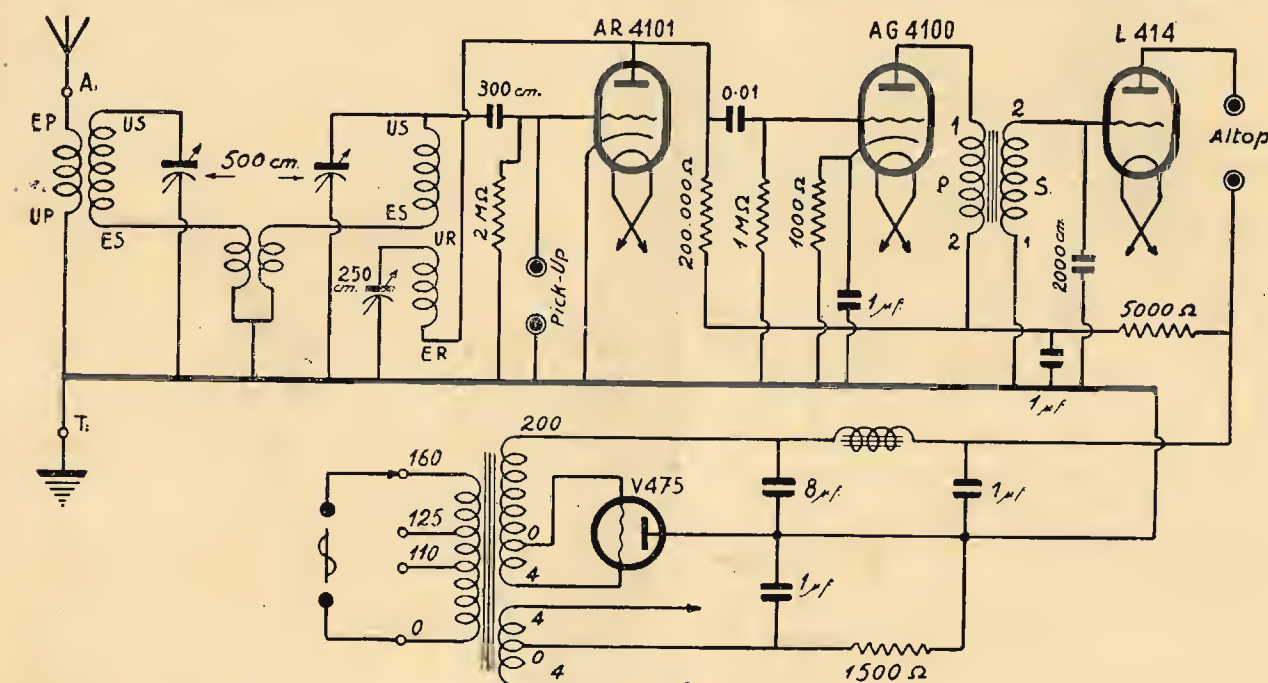 AR 4101
AG 4100
L 414
A.
EP
US
500 cm.
US
300 cm.
0.01
1
2
Altop
UP
ES
ES
2 MΩ
200.000 Ω
1 MΩ
1000 Ω
P
S.
2
1
2000 cm
UR
250
cm.
Pick-Up
1 µf
5000 Ω
ER
1 µf
T.
200
160
V475
8 µf.
1 µf.
125
0
110
4
1 µf
0
4
0
4
1500 Ω